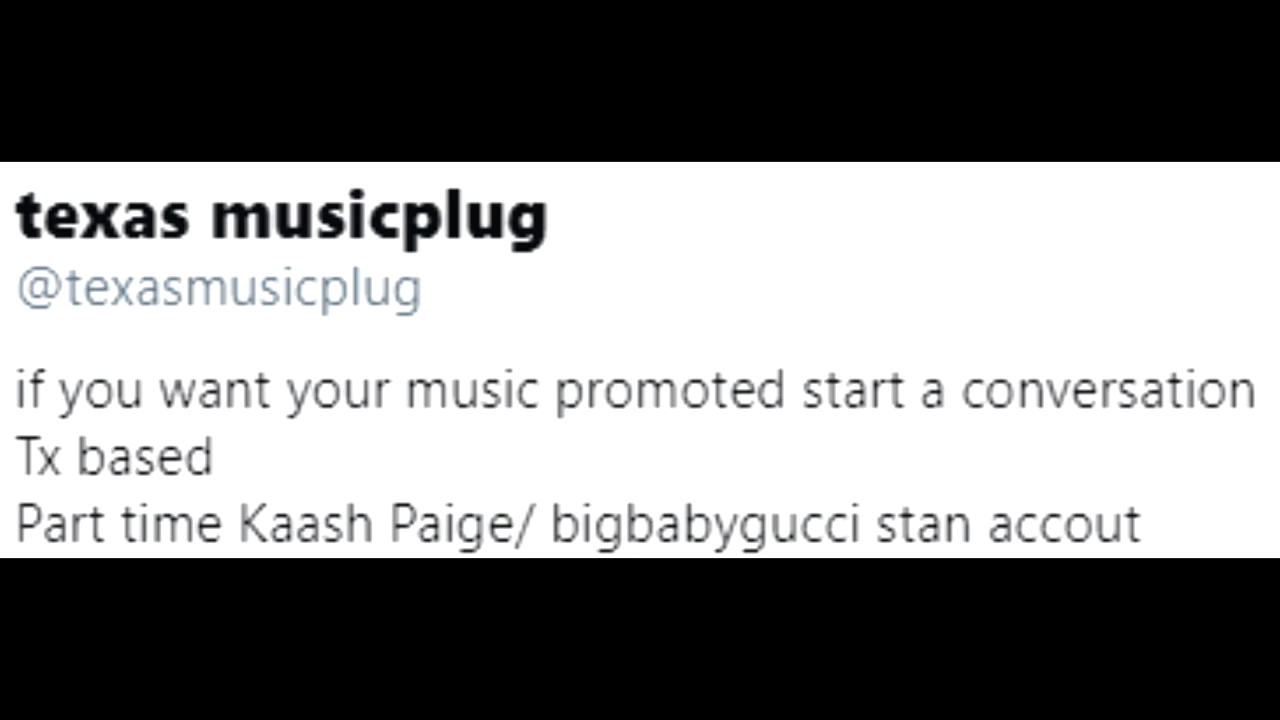 texas musicplug
@texasmusicplug
if you want your music promoted start a conversation
Tx based
Part time Kaash Paige/ bigbabygucci stan accout